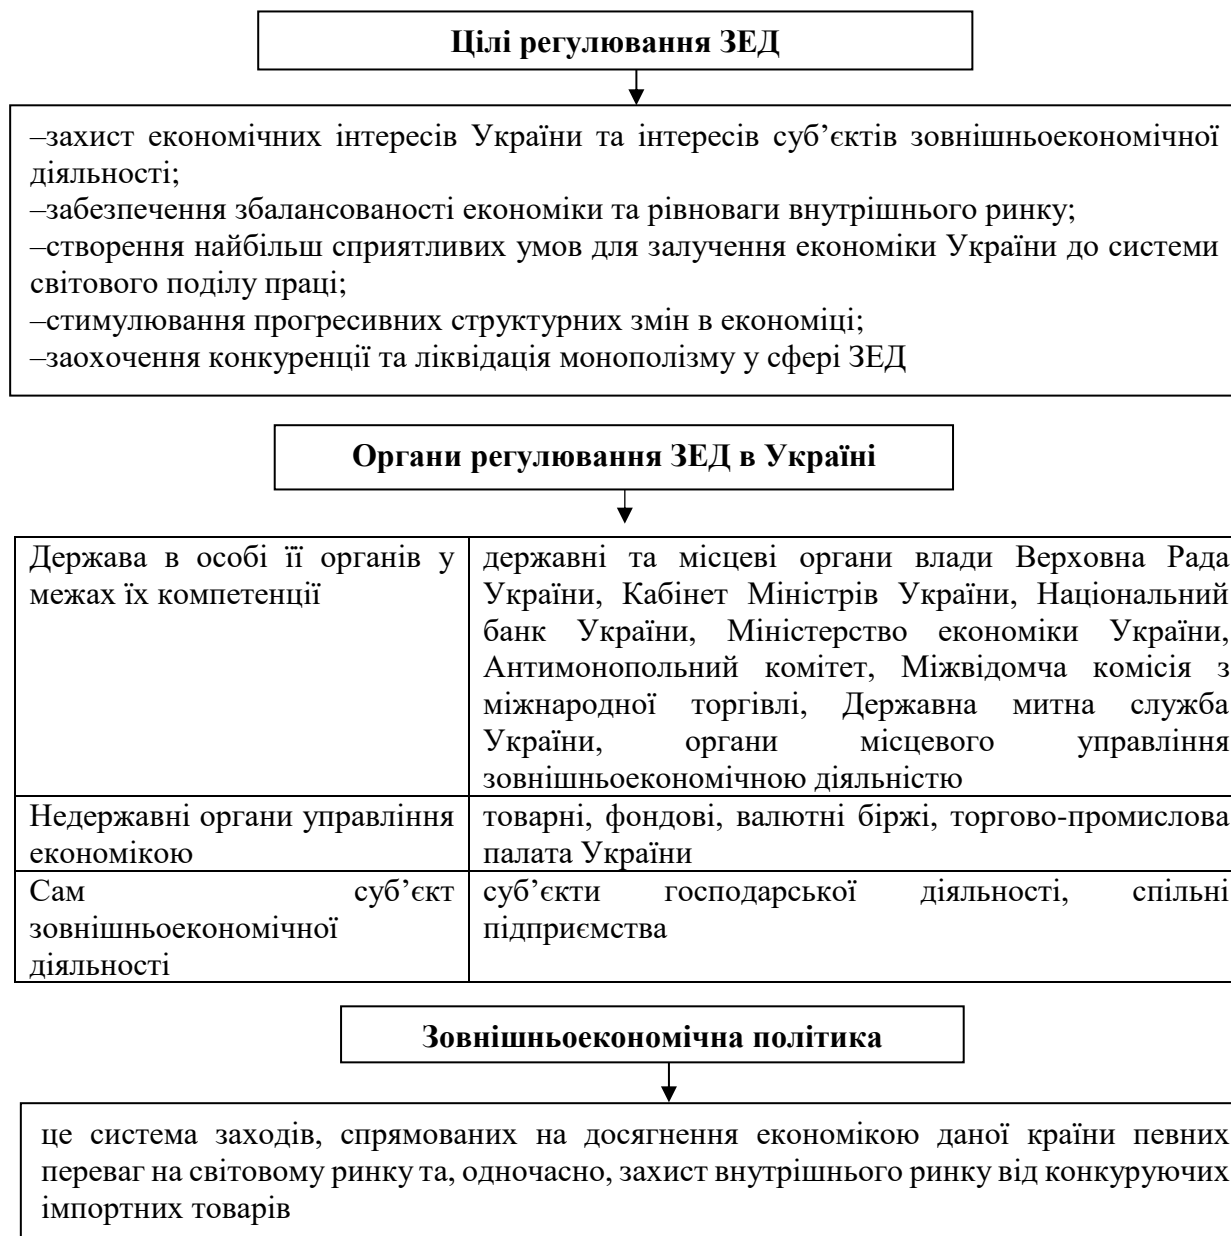 Цілі регулювання ЗЕД
–захист економічних інтересів України та інтересів суб’єктів зовнішньоекономічної
діяльності;
–забезпечення збалансованості економіки та рівноваги внутрішнього ринку;
–створення найбільш сприятливих умов для залучення економіки України до системи
світового поділу праці;
–стимулювання прогресивних структурних змін в економіці;
–заохочення конкуренції та ліквідація монополізму у сфері ЗЕД
Органи регулювання ЗЕД в Україні
Держава в особі її органів у
межах їх компетенції
державні та місцеві органи влади Верховна Рада
України, Кабінет Міністрів України, Національний
банк України, Міністерство економіки України,
Антимонопольний комітет, Міжвідомча комісія з
міжнародної торгівлі, Державна митна служба
України, органи місцевого управління
зовнішньоекономічною діяльністю
Недержавні органи управління
економікою
товарні, фондові, валютні біржі, торгово-промислова
палата України
Сам суб’єкт
зовнішньоекономічної
діяльності
суб’єкти господарської діяльності, спільні
підприємства
Зовнішньоекономічна політика
це система заходів, спрямованих на досягнення економікою даної країни певних
переваг на світовому ринку та, одночасно, захист внутрішнього ринку від конкуруючих
імпортних товарів